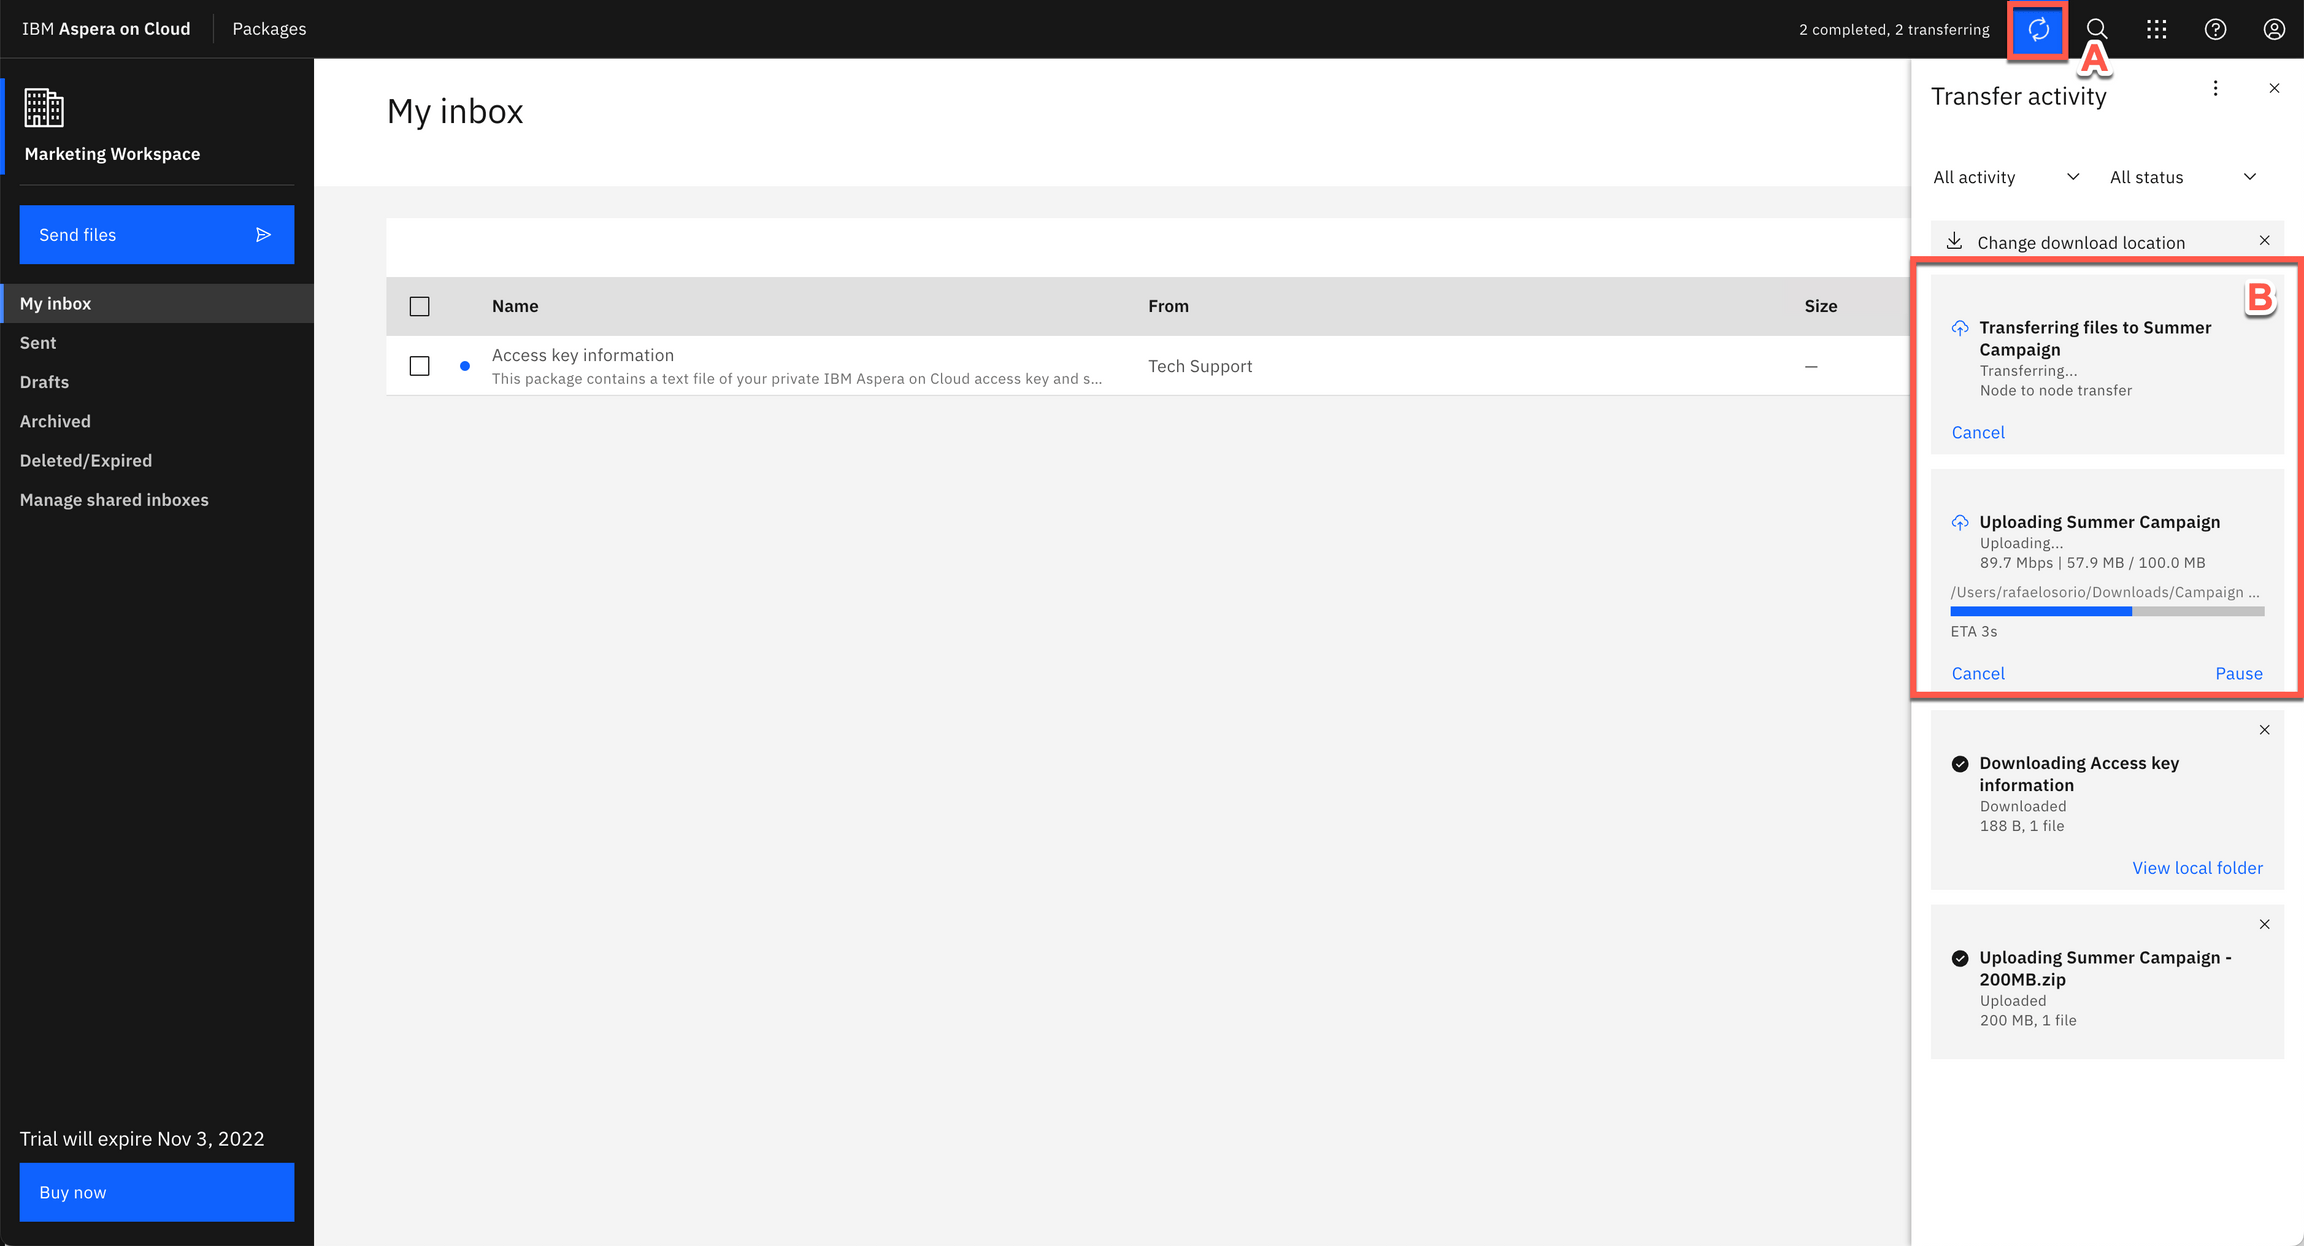 IBM Aspera on Cloud
Packages
2 completed, 2 transferring
A
Marketing Workspace
Send files
My inbox
Sent
Drafts
Archived
Deleted/Expired
Manage shared inboxes
Trial will expire Nov 3, 2022
Buy now
My inbox
Name From Size
Access key information
This package contains a text file of your private IBM Aspera on Cloud access key and s...
Tech Support
—
Transfer activity
All activity All status
Change download location
B
Transferring files to Summer
Campaign
Transferring...
Node to node transfer
Cancel
Uploading Summer Campaign
Uploading...
89.7 Mbps | 57.9 MB / 100.0 MB
/Users/rafaelosorio/Downloads/Campaign ...
ETA 3s
Cancel Pause
Downloading Access key
information
Downloaded
188 B, 1 file
View local folder
Uploading Summer Campaign -
200MB.zip
Uploaded
200 MB, 1 file